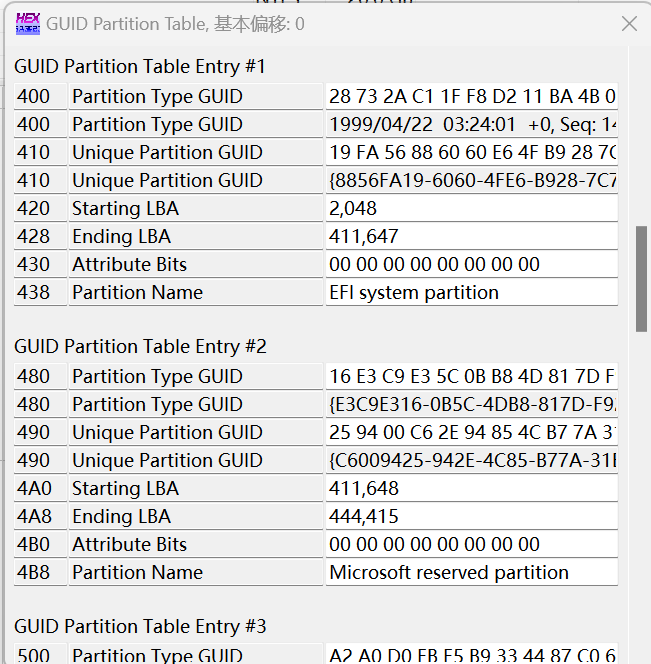 GUID Partition Table, 基本偏移: 0
GUID Partition Table Entry #1
400 Partition Type GUID 28 73 2A C1 1F F8 D2 11 BA 4B 0
400 Partition Type GUID 1999/04/22 03:24:01 +0, Seq: 14
410 Unique Partition GUID 19 FA 56 88 60 60 E6 4F B9 28 7C
410 Unique Partition GUID {8856FA19-6060-4FE6-B928-7C7
420 Starting LBA 2,048
428 Ending LBA 411,647
430 Attribute Bits 00 00 00 00 00 00 00 00
438 Partition Name EFI system partition
GUID Partition Table Entry #2
480 Partition Type GUID 16 E3 C9 E3 5C 0B B8 4D 81 7D F
480 Partition Type GUID {E3C9E316-0B5C-4DB8-817D-F9
490 Unique Partition GUID 25 94 00 C6 2E 94 85 4C B7 7A 31
490 Unique Partition GUID {C6009425-942E-4C85-B77A-31
4A0 Starting LBA 411,648
4A8 Ending LBA 444,415
4B0 Attribute Bits 00 00 00 00 00 00 00 00
4B8 Partition Name Microsoft reserved partition
GUID Partition Table Entry #3
500 Partition Type GUID A2 A0 D0 EB E5 B9 33 44 87 C0 6